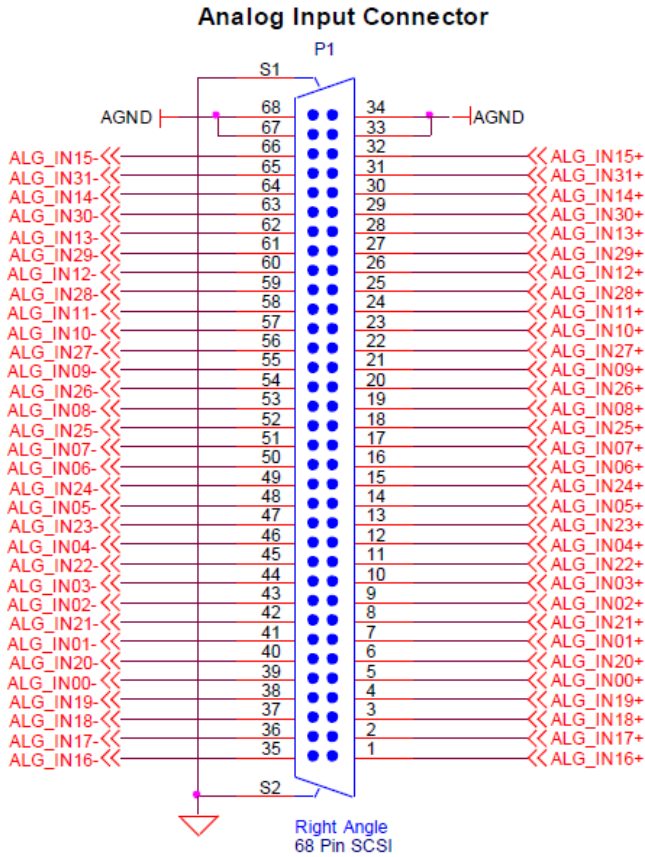 Analog Input Connector
P1
S1
AGND 68 34 AGND
67 33
ALG_IN15- 66 32 ALG_IN15+
ALG_IN31- 65 31 ALG_IN31+
ALG_IN14- 64 30 ALG_IN14+
ALG_IN30- 63 29 ALG_IN30+
ALG_IN13- 62 28 ALG_IN13+
ALG_IN29- 61 27 ALG_IN29+
ALG_IN12- 60 26 ALG_IN12+
ALG_IN28- 59 25 ALG_IN28+
ALG_IN11- 58 24 ALG_IN11+
ALG_IN10- 57 23 ALG_IN10+
ALG_IN27- 56 22 ALG_IN27+
ALG_IN09- 55 21 ALG_IN09+
ALG_IN26- 54 20 ALG_IN26+
ALG_IN08- 53 19 ALG_IN08+
ALG_IN25- 52 18 ALG_IN25+
ALG_IN07- 51 17 ALG_IN07+
ALG_IN06- 50 16 ALG_IN06+
ALG_IN24- 49 15 ALG_IN24+
ALG_IN05- 48 14 ALG_IN05+
ALG_IN23- 47 13 ALG_IN23+
ALG_IN04- 46 12 ALG_IN04+
ALG_IN22- 45 11 ALG_IN22+
ALG_IN03- 44 10 ALG_IN03+
ALG_IN02- 43 9 ALG_IN02+
ALG_IN21- 42 8 ALG_IN21+
ALG_IN01- 41 7 ALG_IN01+
ALG_IN20- 40 6 ALG_IN20+
ALG_IN00- 39 5 ALG_IN00+
ALG_IN19- 38 4 ALG_IN19+
ALG_IN18- 37 3 ALG_IN18+
ALG_IN17- 36 2 ALG_IN17+
ALG_IN16- 35 1 ALG_IN16+
S2
Right Angle
68 Pin SCSI